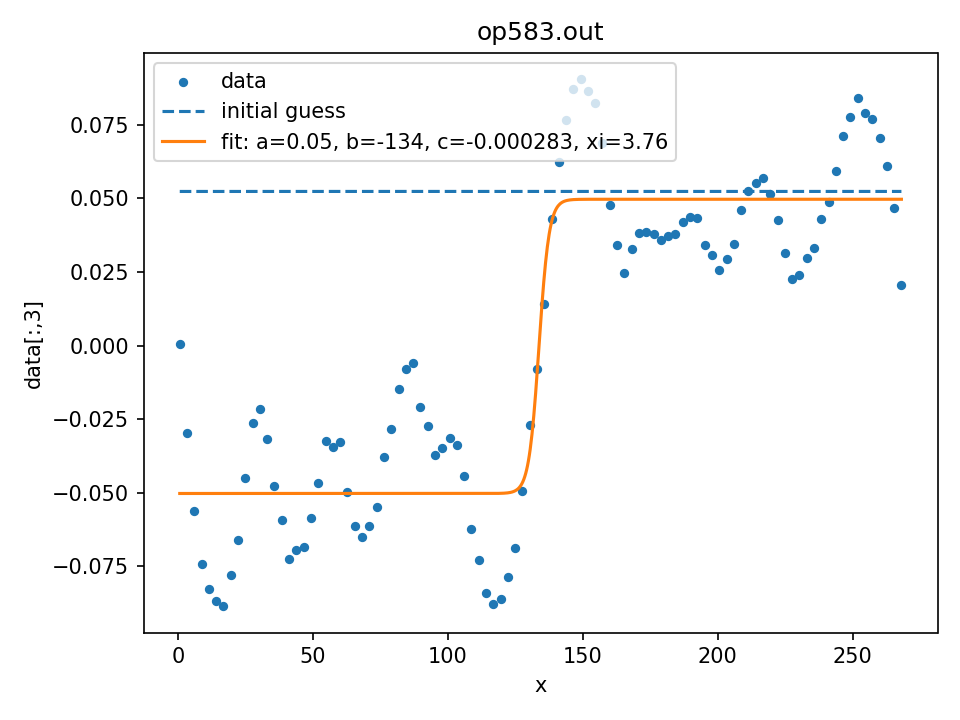 op583.out
data
initial guess
fit: a=0.05, b=-134, c=-0.000283, xi=3.76
0.075
0.050
0.025
0.000
−0.025
−0.050
−0.075
data[:,3]
0 50 100 150 200 250
x